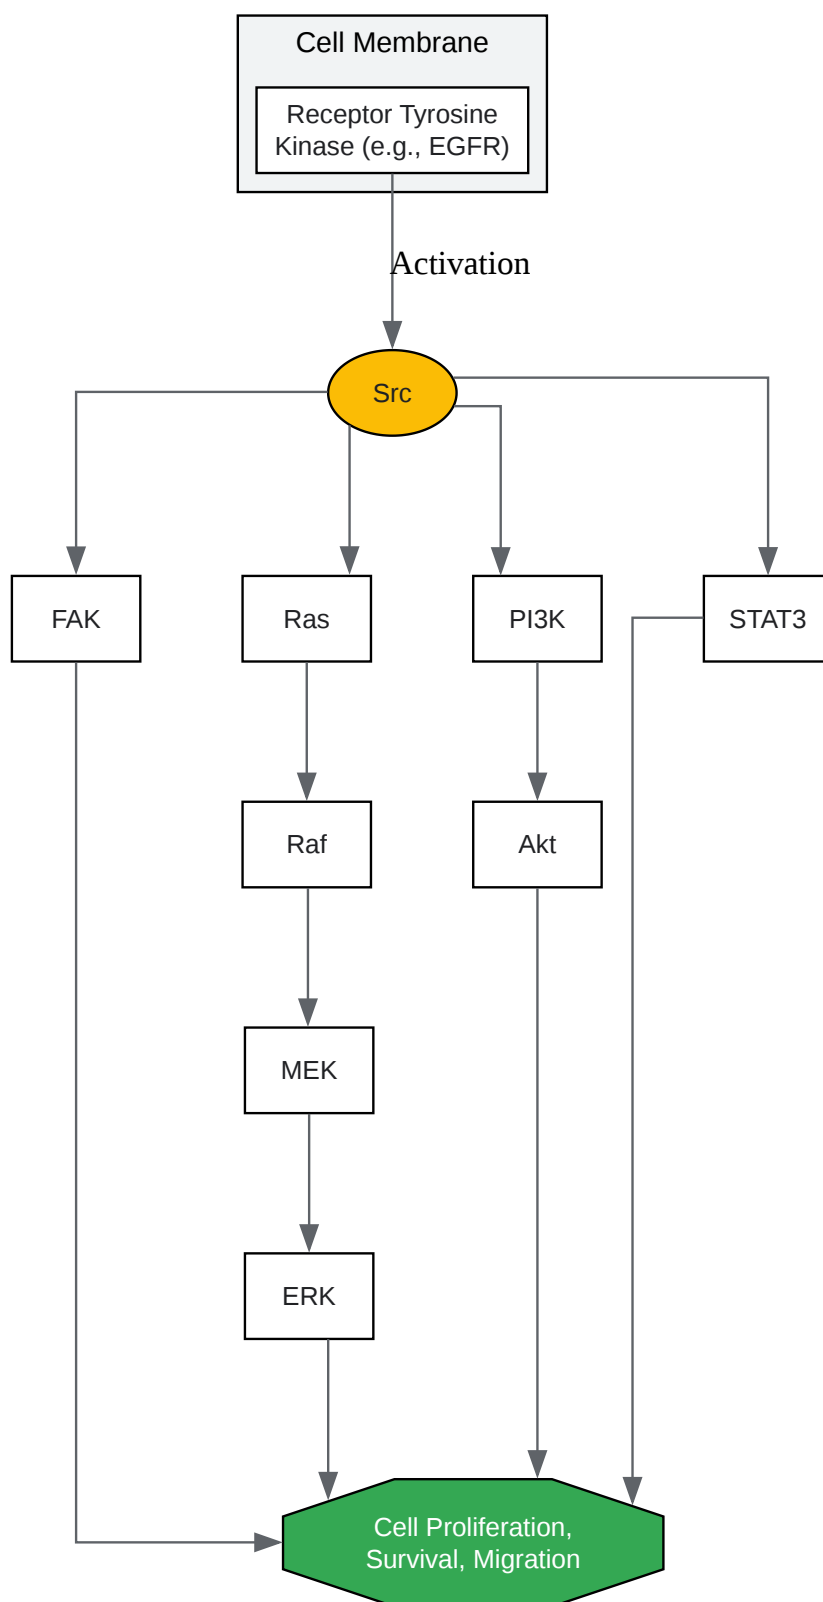 Cell Membrane
Receptor Tyrosine
Kinase (e.g., EGFR)
Activation
Src
FAK
Ras
PI3K
STAT3
Raf
Akt
MEK
ERK
Cell Proliferation,
Survival, Migration